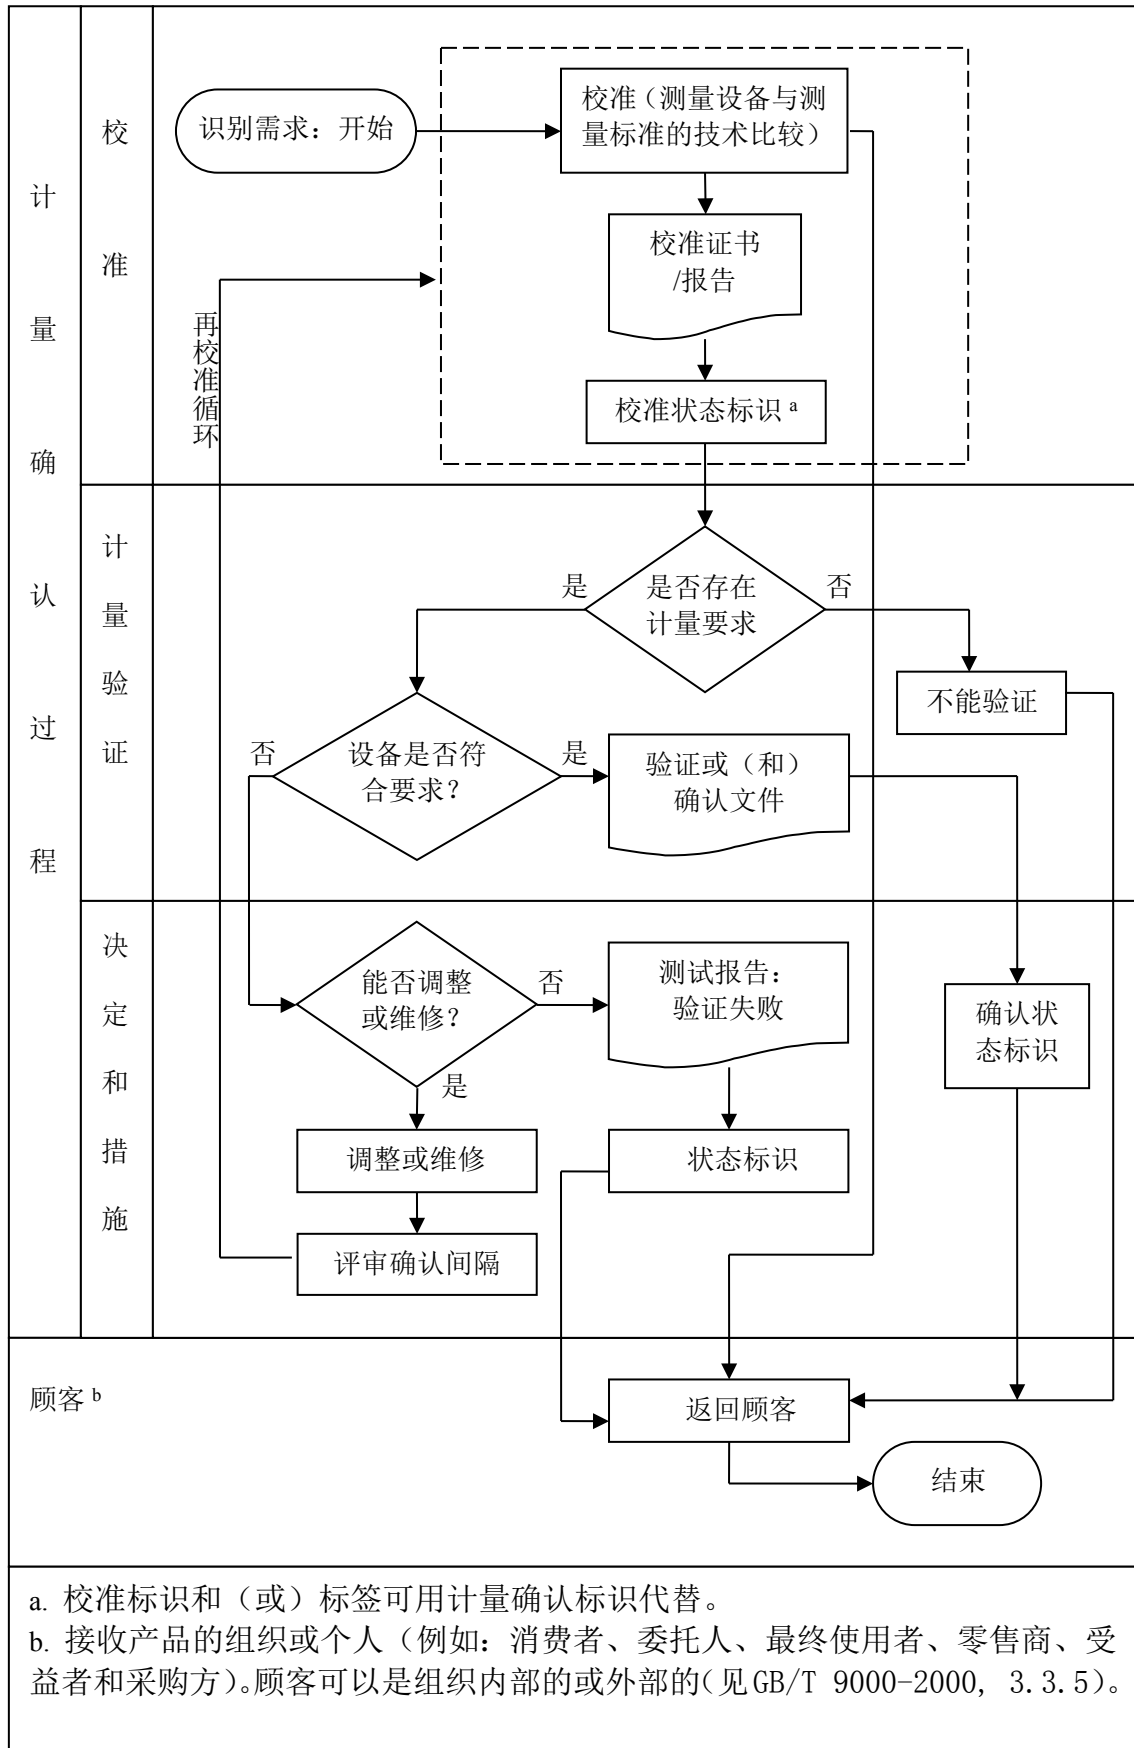 计量确认过程
校准
识别需求：开始
校准（测量设备与测
量标准的技术比较）
校准证书
/报告
再校准循环
校准状态标识 a
计量验证
是
是否存在
计量要求
否
不能验证
否
设备是否符
合要求？
是
验证或（和）
确认文件
决定和措施
能否调整
或维修？
否
测试报告：
验证失败
确认状
态标识
是
调整或维修
状态标识
评审确认间隔
顾客 b
返回顾客
结束
a. 校准标识和（或）标签可用计量确认标识代替。
b. 接收产品的组织或个人（例如：消费者、委托人、最终使用者、零售商、受
益者和采购方）。顾客可以是组织内部的或外部的（见GB/T 9000-2000, 3.3.5）。